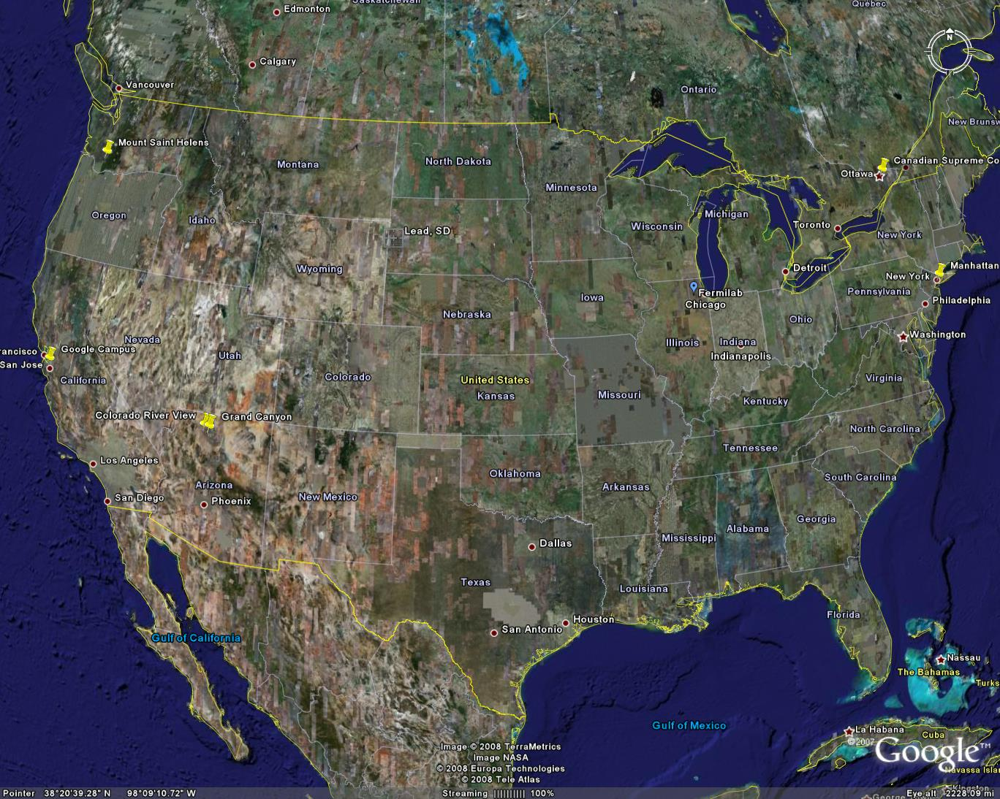 Saskatchewan
Québec
Edmonton
Calgary
Vancouver
Ontario
New Brunsw
Mount Saint Helens
Montana
North Dakota
Minnesota
Canadian Supreme Co
Ottawa
Oregon
Idaho
Lead, SD
Wisconsin
Michigan
Toronto
New York
Wyoming
Detroit
Manhattan
New York
Iowa
Fermilab
Chicago
Pennsylvania
Philadelphia
Nebraska
Ohio
Nevada
Utah
Illinois
Indiana
Indianapolis
Washington
rancisco
Google Campus
San Jose
California
Colorado
United States
Kansas
Missouri
Virginia
Kentucky
Colorado River View
Grand Canyon
North Carolina
Tennessee
Los Angeles
Oklahoma
Arkansas
South Carolina
Arizona
New Mexico
San Diego
Phoenix
Georgia
Alabama
Mississippi
Dallas
Texas
Louisiana
Houston
San Antonio
Florida
Gulf of California
Nassau
The Bahamas
Turks
Gulf of Mexico
La Habana
Cuba
©2007
Google™
Image © 2008 TerraMetrics
Image NASA
© 2008 Europa Technologies
© 2008 Tele Atlas
Navassa Islan
Kingston
George Town
Pointer 38°20'39.28" N 98°09'10.72" W
Streaming |||||||||| 100%
Eye alt 2228.09 mi
N